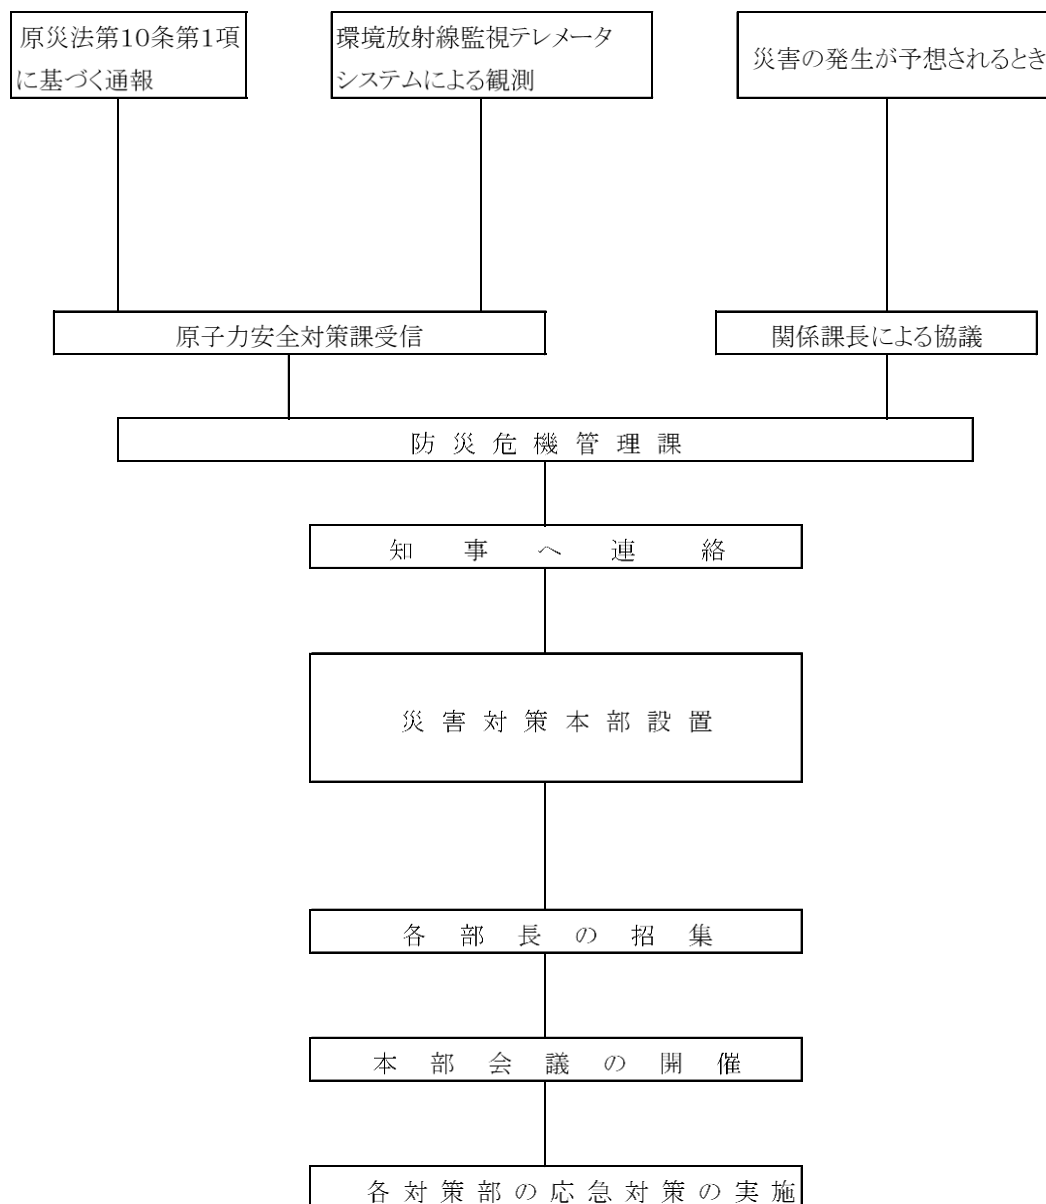 原災法第10条第1項
に基づく通報
環境放射線監視テレメータ
システムによる観測
災害の発生が予想されるとき
原子力安全対策課受信
関係課長による協議
防災危機管理課
知事へ連絡
災害対策本部設置
各部長の招集
本部会議の開催
各対策部の応急対策の実施